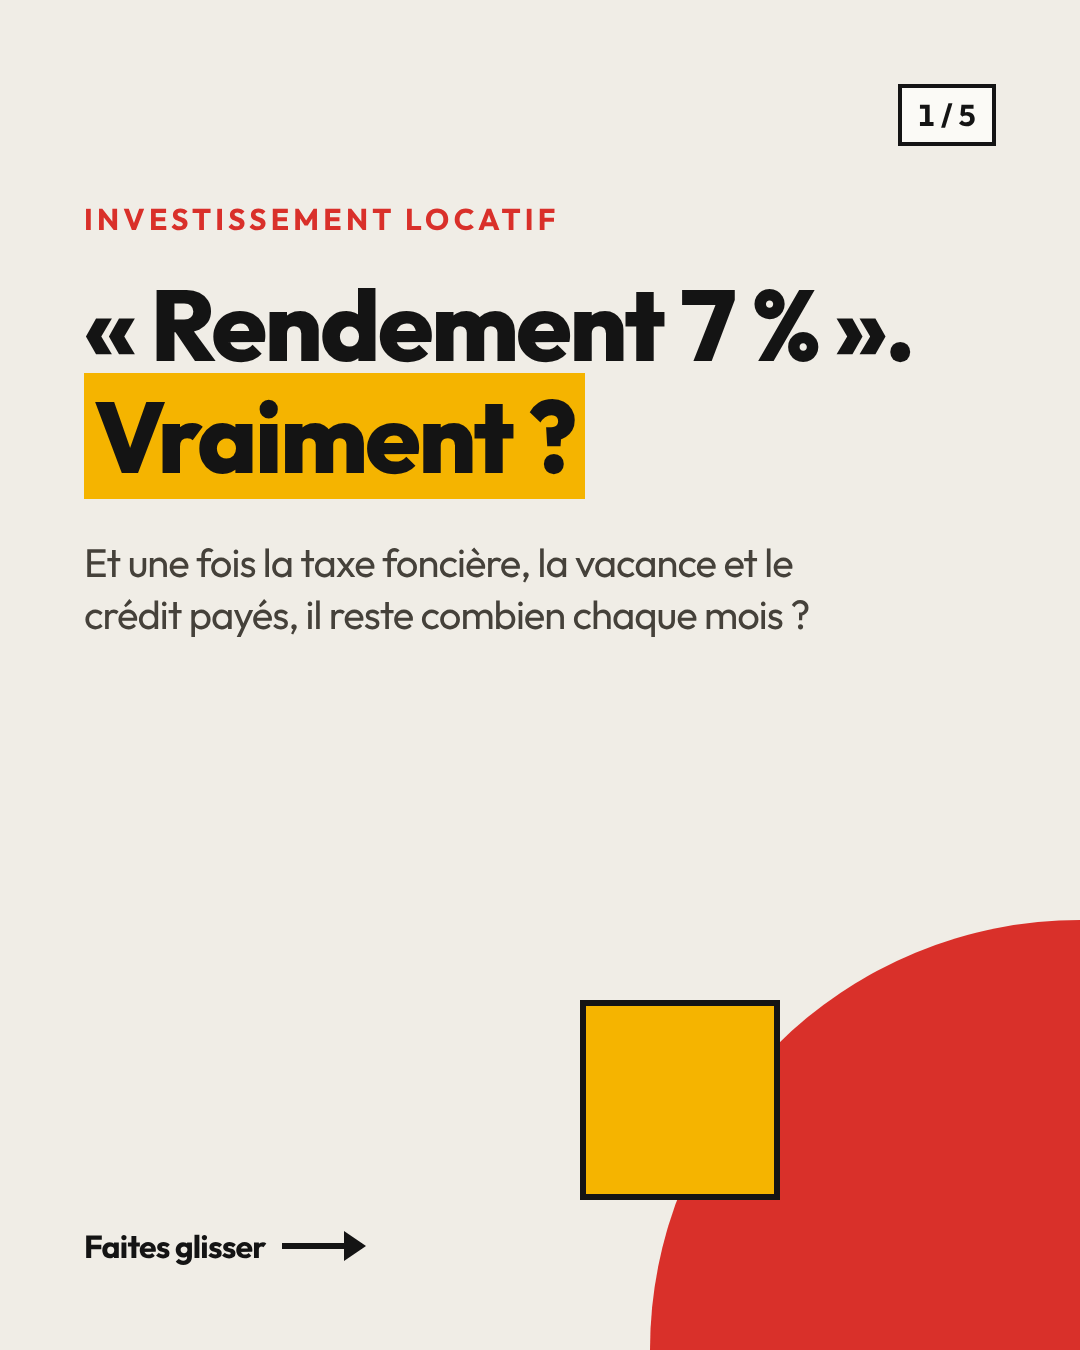 1 / 5
INVESTISSEMENT LOCATIF
« Rendement 7 % ».
Vraiment ?
Et une fois la taxe foncière, la vacance et le
crédit payés, il reste combien chaque mois ?
Faites glisser